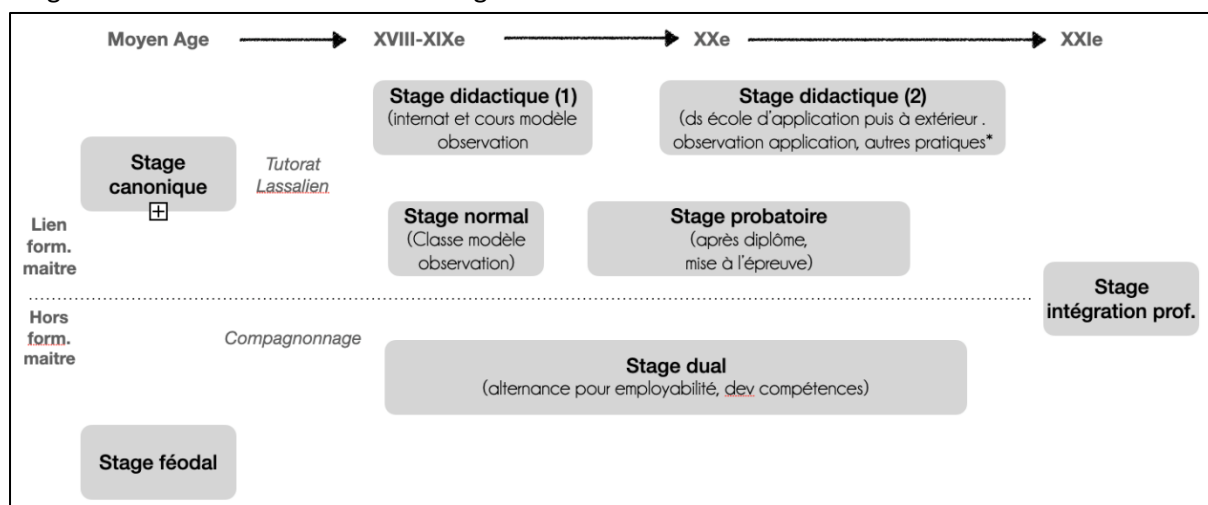 Moyen Age
XVIII-XIXe
XXe
XXIe
Stage didactique (1)
(internat et cours modèle
observation
Stage didactique (2)
(ds école d'application puis à extérieur .
observation application, autres pratiques*
Stage
canonique
Tutorat
Lassalien
Lien
form.
maitre
Stage normal
(Classe modèle
observation)
Stage probatoire
(après diplôme,
mise à l'épreuve)
Stage
intégration prof.
Hors
form.
maitre
Compagnonnage
Stage dual
(alternance pour employabilité, dev compétences)
Stage féodal